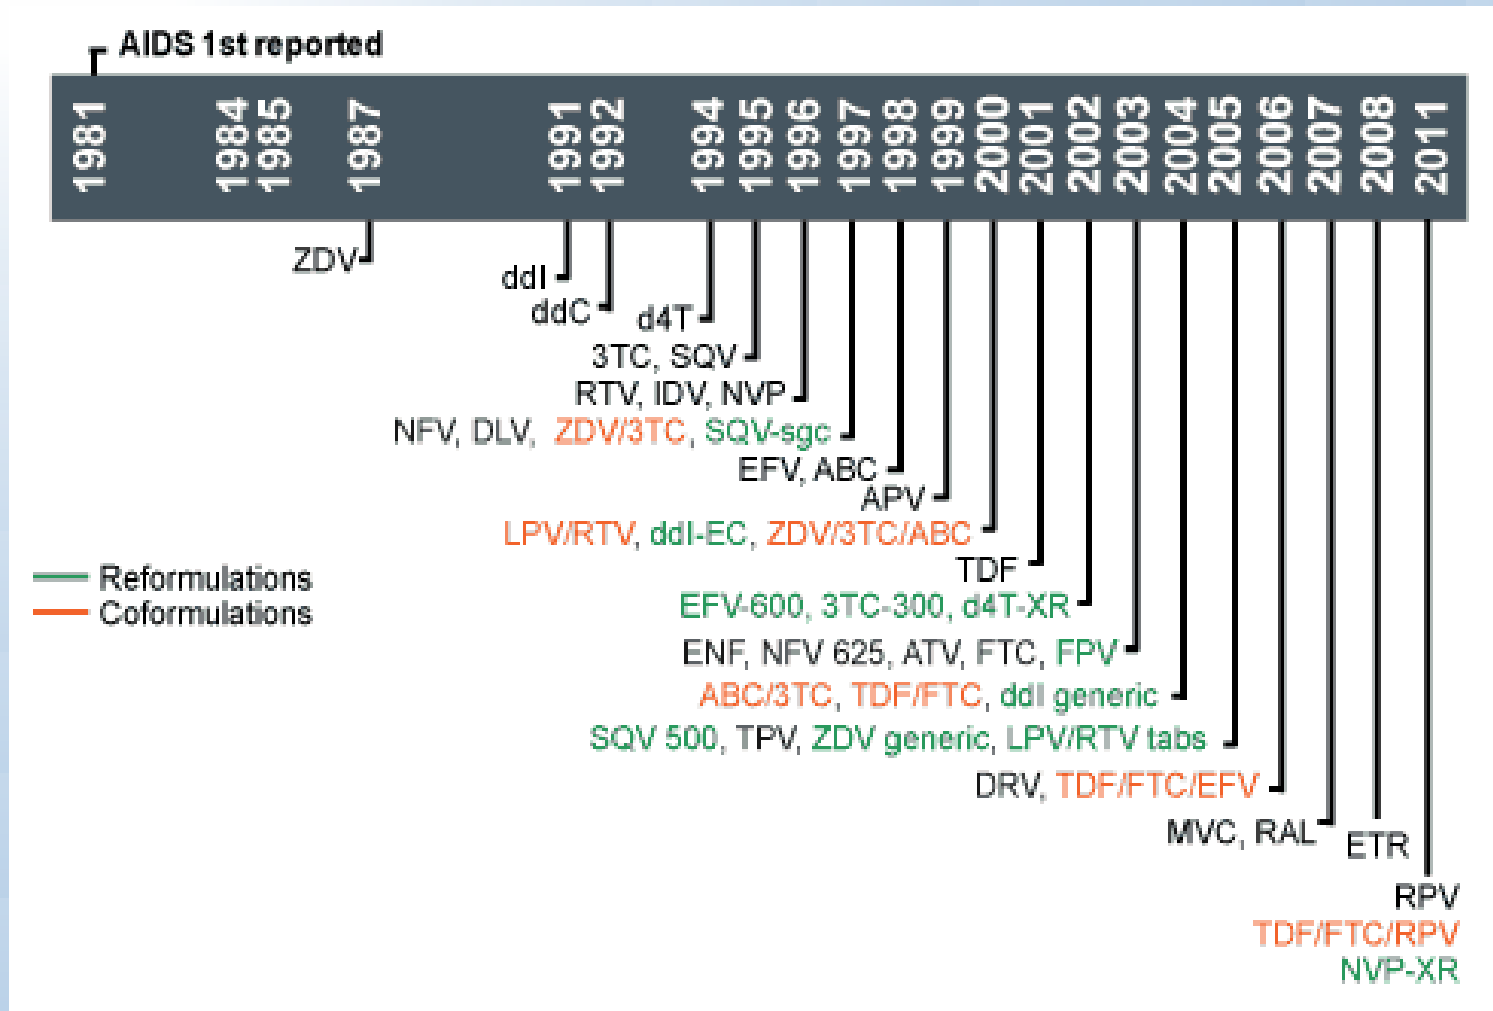 AIDS 1st reported
1981 1984 1985 1987 1991 1992 1994 1995 1996 1997 1998 1999 2000 2001 2002 2003 2004 2005 2006 2007 2008 2011
ZDV
ddI
ddC
d4T
3TC, SQV
RTV, IDV, NVP
NFV, DLV, ZDV/3TC, SQV-sgc
EFV, ABC
APV
LPV/RTV, ddI-EC, ZDV/3TC/ABC
TDF
Reformulations
EFV-600, 3TC-300, d4T-XR
Coformulations
ENF, NFV 625, ATV, FTC, FPV
ABC/3TC, TDF/FTC, ddI generic
SQV 500, TPV, ZDV generic, LPV/RTV tabs
DRV, TDF/FTC/EFV
MVC, RAL
ETR
RPV
TDF/FTC/RPV
NVP-XR